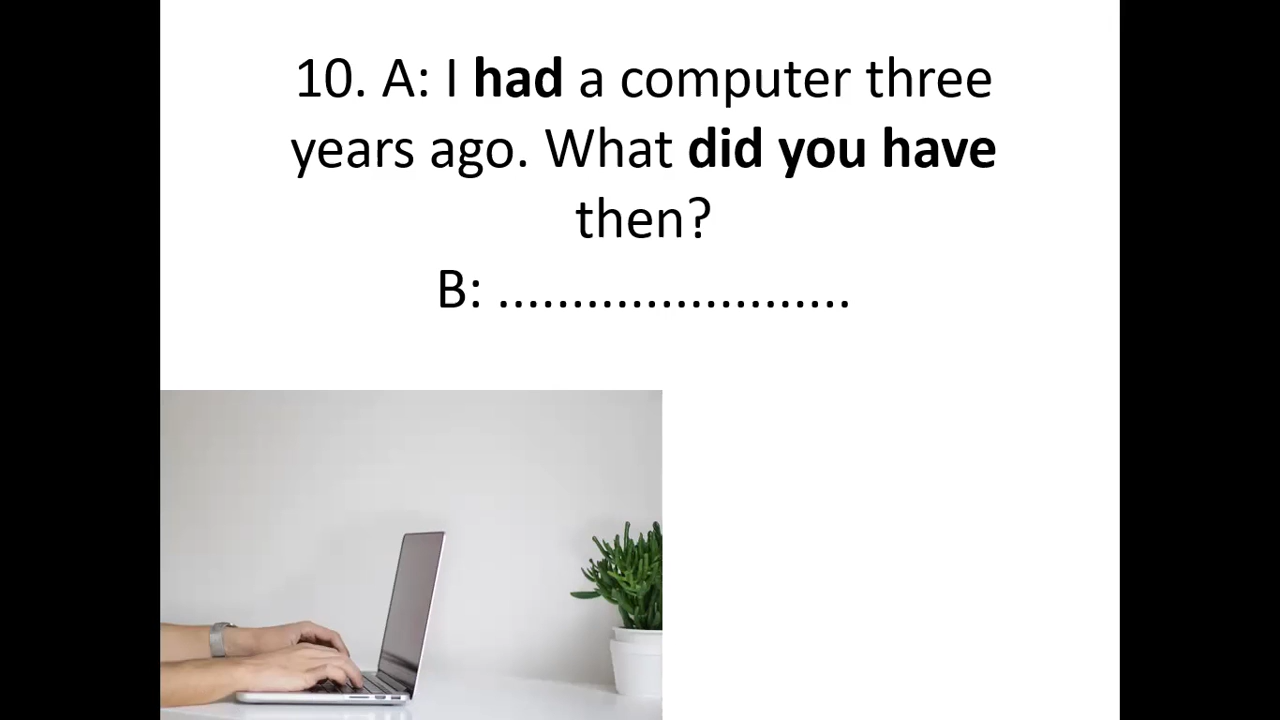 10. A: I had a computer three
years ago. What did you have
then?
B: ........................